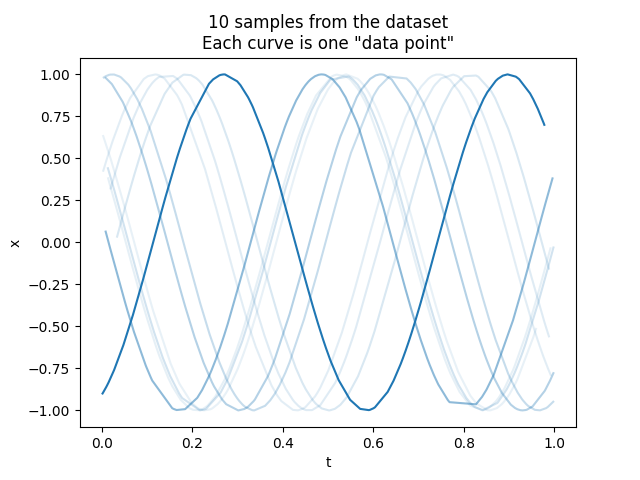 10 samples from the dataset
Each curve is one "data point"
1.00
0.75
0.50
0.25
0.00
−0.25
−0.50
−0.75
−1.00
x
0.0 0.2 0.4 0.6 0.8 1.0
t